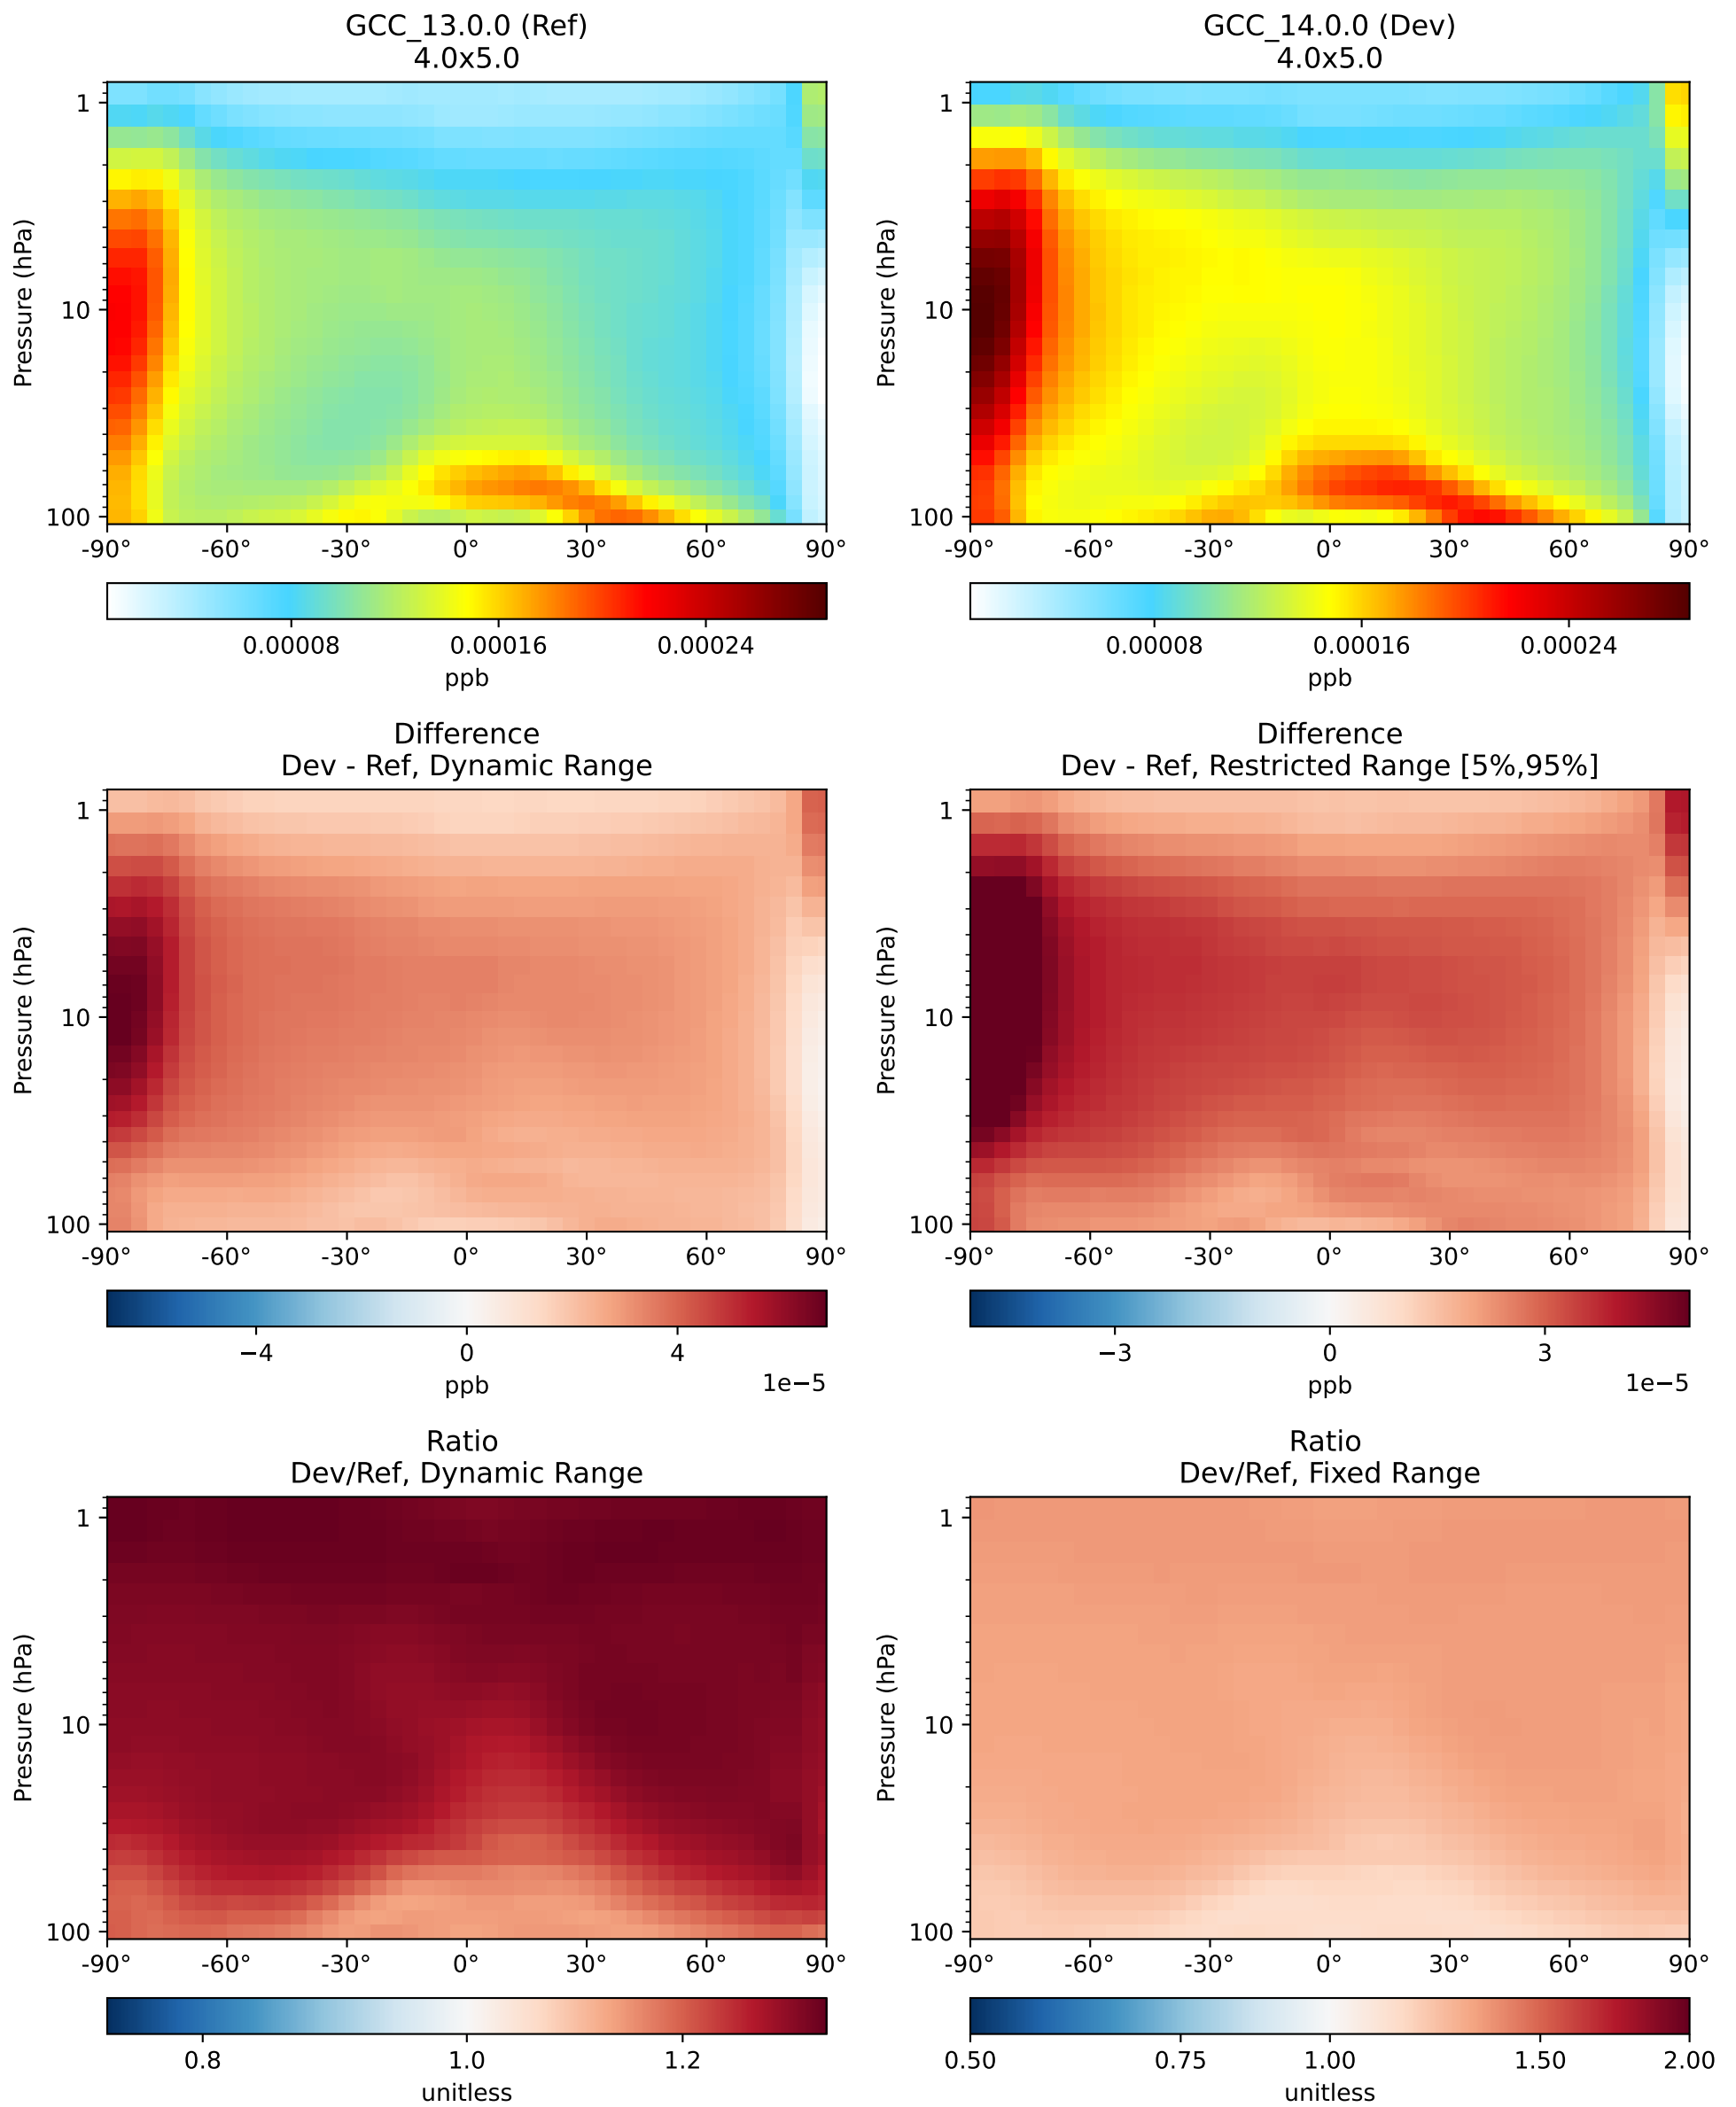 GCC_13.0.0 (Ref)
4.0x5.0
GCC_14.0.0 (Dev)
4.0x5.0
Pressure (hPa)
1
10
100
-90° -60° -30° 0° 30° 60° 90°
0.00008 0.00016 0.00024
ppb
Pressure (hPa)
1
10
100
-90° -60° -30° 0° 30° 60° 90°
0.00008 0.00016 0.00024
ppb
Difference
Dev - Ref, Dynamic Range
Difference
Dev - Ref, Restricted Range [5%,95%]
Pressure (hPa)
1
10
100
-90° -60° -30° 0° 30° 60° 90°
−4 0 4
ppb
1e−5
Pressure (hPa)
1
10
100
-90° -60° -30° 0° 30° 60° 90°
−3 0 3
ppb
1e−5
Ratio
Dev/Ref, Dynamic Range
Ratio
Dev/Ref, Fixed Range
Pressure (hPa)
1
10
100
-90° -60° -30° 0° 30° 60° 90°
0.8 1.0 1.2
unitless
Pressure (hPa)
1
10
100
-90° -60° -30° 0° 30° 60° 90°
0.50 0.75 1.00 1.50 2.00
unitless